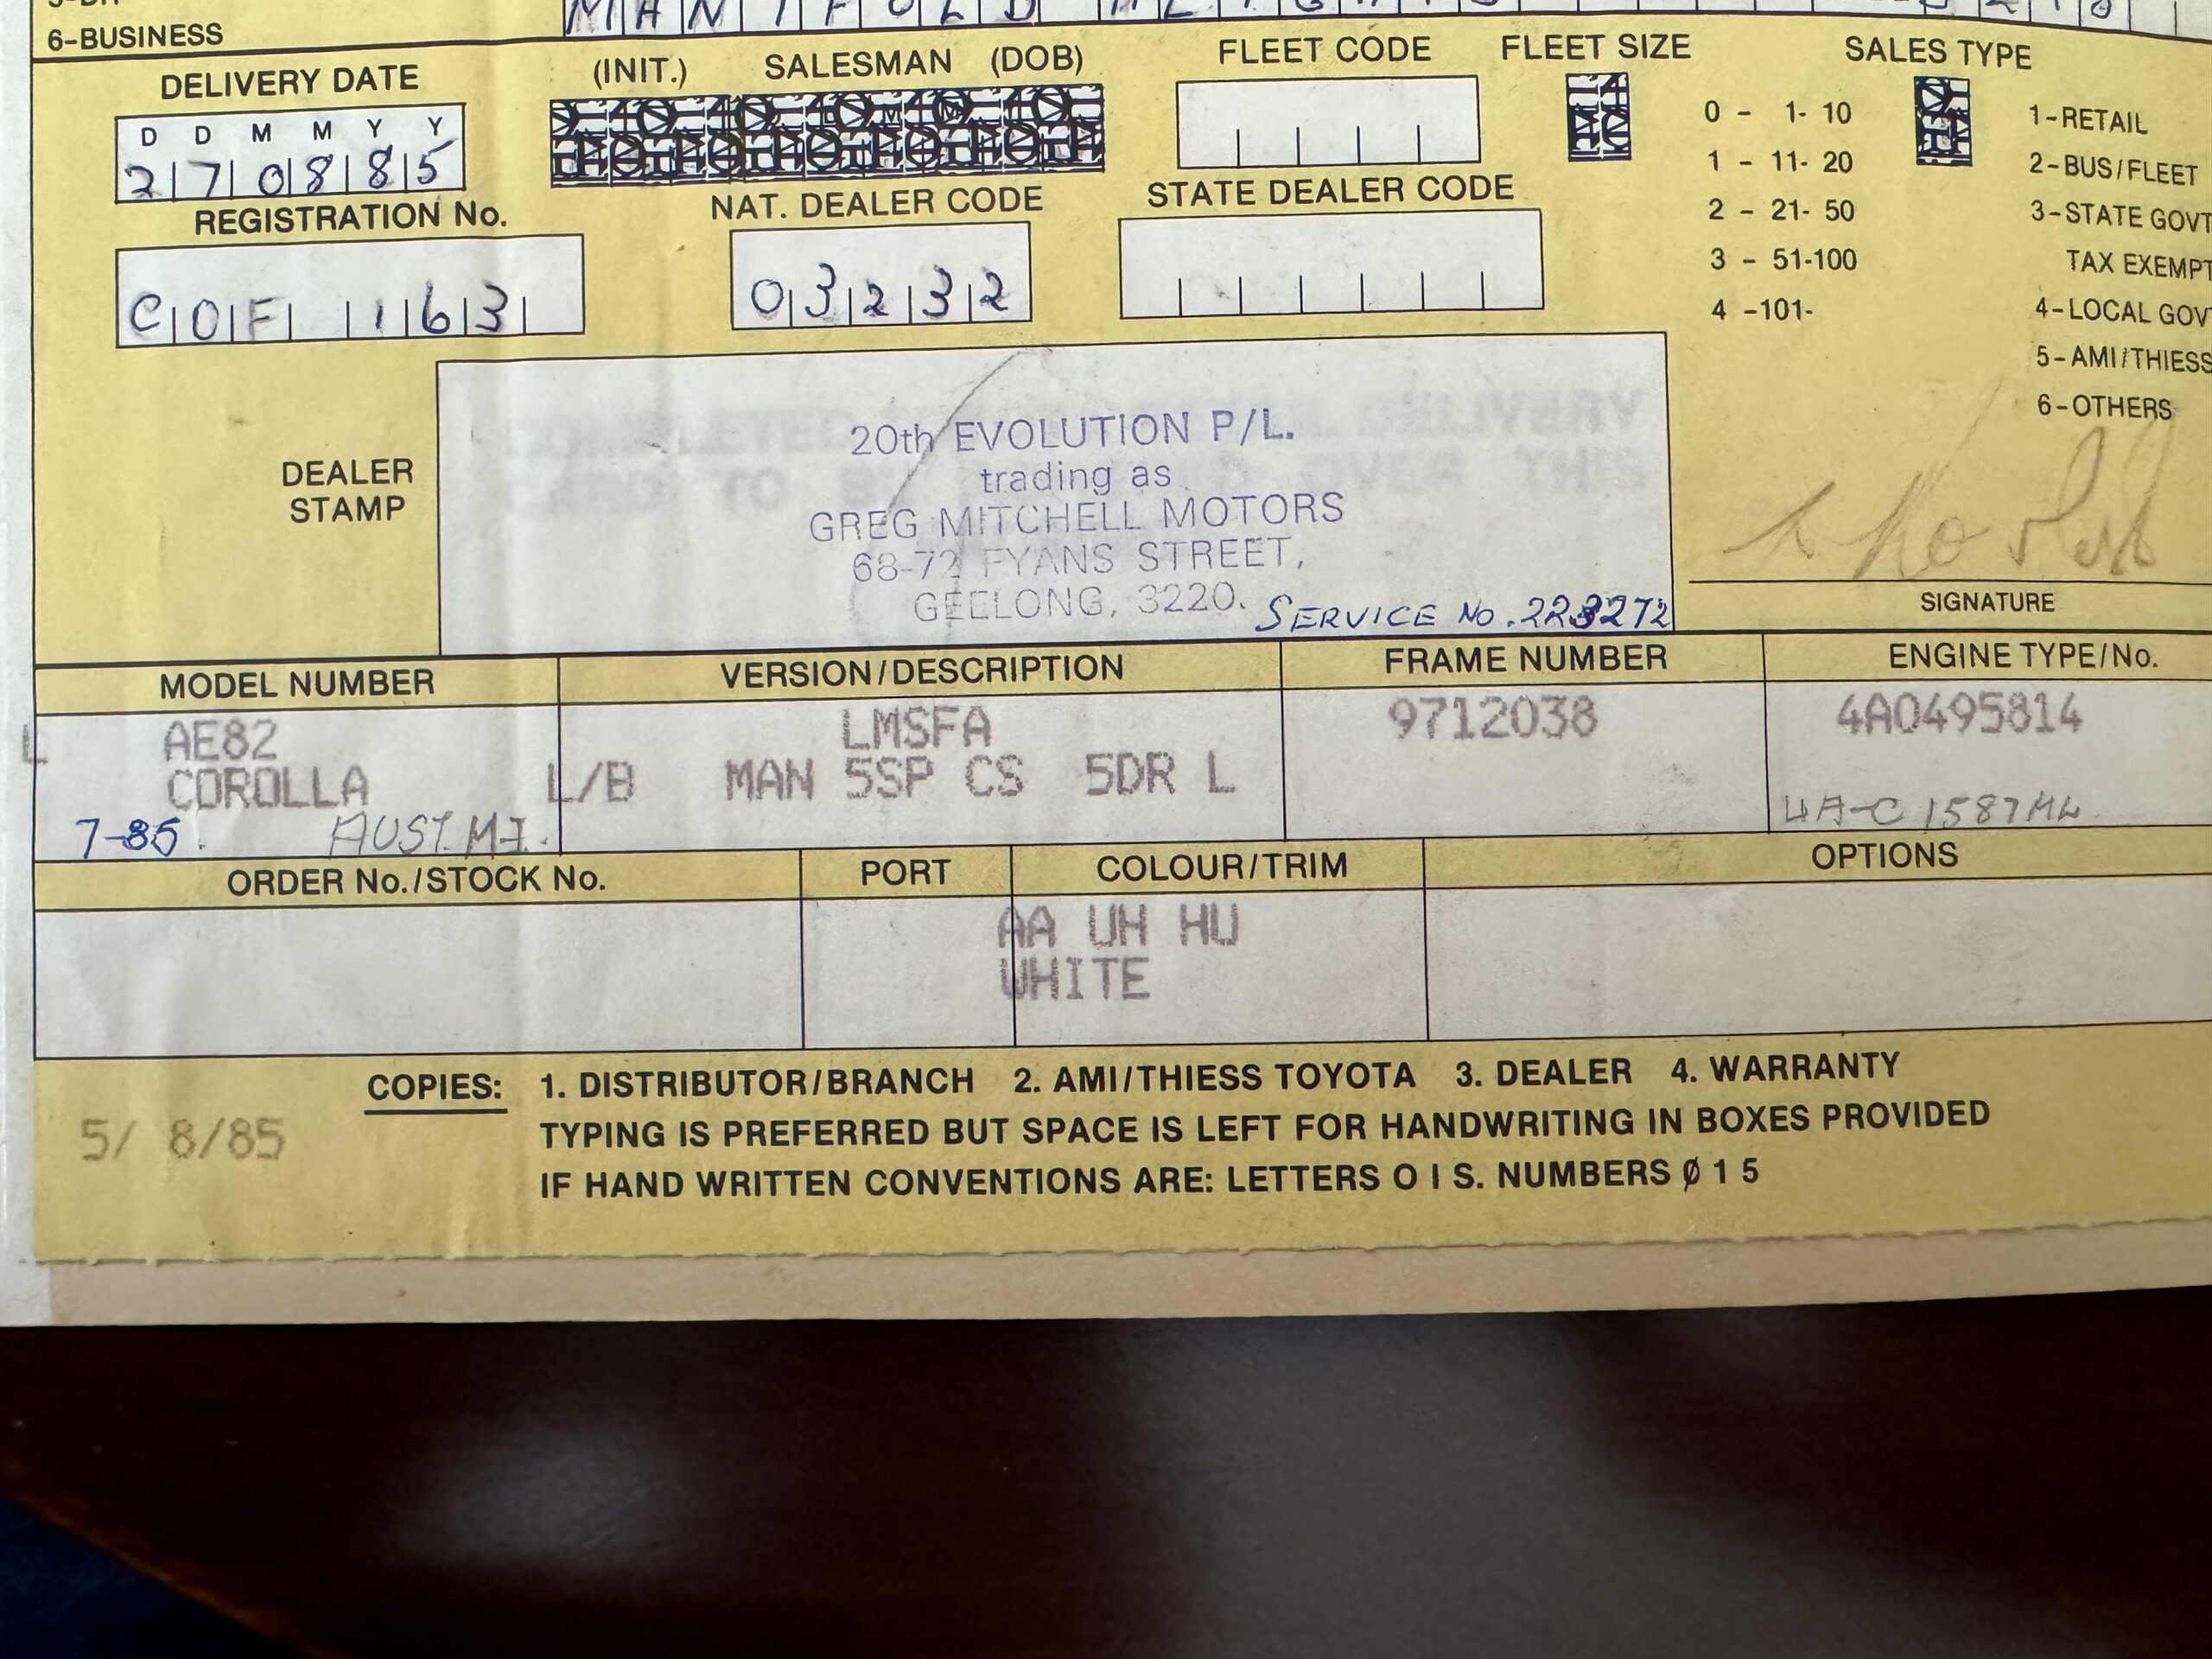 6-BUSINESS
MANIFOLD HEIGHTS 3218
DELIVERY DATE
(INIT.) SALESMAN (DOB)
FLEET CODE
FLEET SIZE
SALES TYPE
D D M M Y Y
270885
0 - 1- 10
1 - 11- 20
2 - 21- 50
3 - 51-100
4 -101-
1-RETAIL
2-BUS/FLEET
3-STATE GOVT
TAX EXEMPT
4-LOCAL GOVT
5-AMI/THIESS
6-OTHERS
REGISTRATION No.
NAT. DEALER CODE
STATE DEALER CODE
COF 163
03232
DEALER
STAMP
20th EVOLUTION P/L.
trading as
GREG MITCHELL MOTORS
68-72 FYANS STREET,
GEELONG, 3220.
SERVICE No. 223272
SIGNATURE
MODEL NUMBER
VERSION/DESCRIPTION
FRAME NUMBER
ENGINE TYPE/No.
L AE82
LMSFA
9712038
4A0495814
COROLLA L/B MAN 5SP CS 5DR L
7-85. AUST. M.I.
4A-C 1587ML
ORDER No./STOCK No.
PORT
COLOUR/TRIM
OPTIONS
AA UH HU
WHITE
COPIES: 1. DISTRIBUTOR/BRANCH 2. AMI/THIESS TOYOTA 3. DEALER 4. WARRANTY
5/ 8/85
TYPING IS PREFERRED BUT SPACE IS LEFT FOR HANDWRITING IN BOXES PROVIDED
IF HAND WRITTEN CONVENTIONS ARE: LETTERS O I S. NUMBERS Ø 1 5